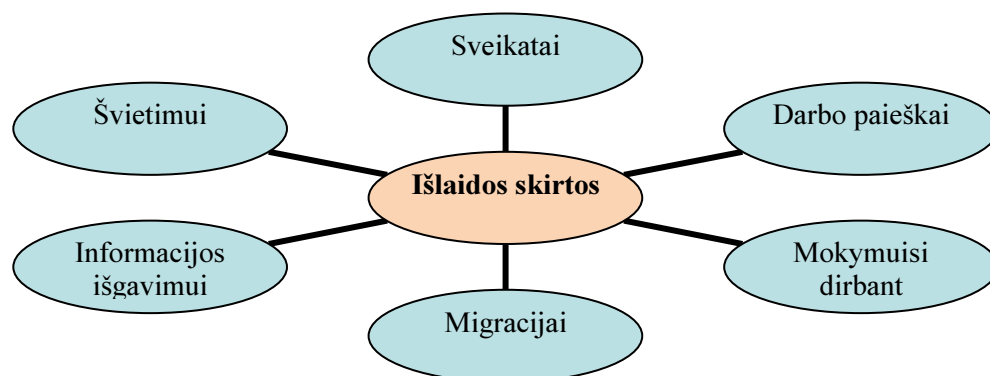 Sveikatai
Švietimui
Darbo paieškai
Išlaidos skirtos
Informacijos
išgavimui
Mokymuisi
dirbant
Migracijai